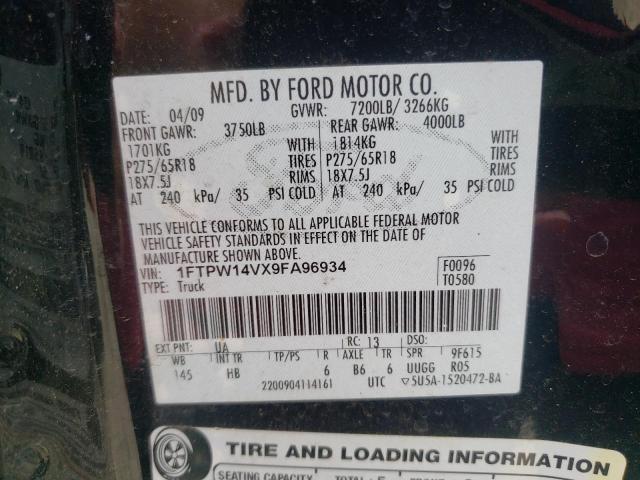 MFD. BY FORD MOTOR CO.
DATE: 04/09 GVWR: 7200LB/ 3266KG
FRONT GAWR: 3750LB REAR GAWR: 4000LB
1701KG WITH 1814KG WITH
P275/65R18 TIRES P275/65R18 TIRES
18X7.5J RIMS 18X7.5J RIMS
AT 240 kPa/ 35 PSI COLD AT 240 kPa/ 35 PSI COLD
THIS VEHICLE CONFORMS TO ALL APPLICABLE FEDERAL MOTOR
VEHICLE SAFETY STANDARDS IN EFFECT ON THE DATE OF
MANUFACTURE SHOWN ABOVE.
VIN: 1FTPW14VX9FA96934 F0096
TYPE: Truck T0580
EXT PNT: UA RC: 13 DSO:
WB INT TR TP/PS R AXLE TR SPR 9F615
145 HB 6 B6 6 UUGG R05
2200904114161 UTC ▽5U5A-1520472-BA
TIRE AND LOADING INFORMATION
SEATING CAPACITY